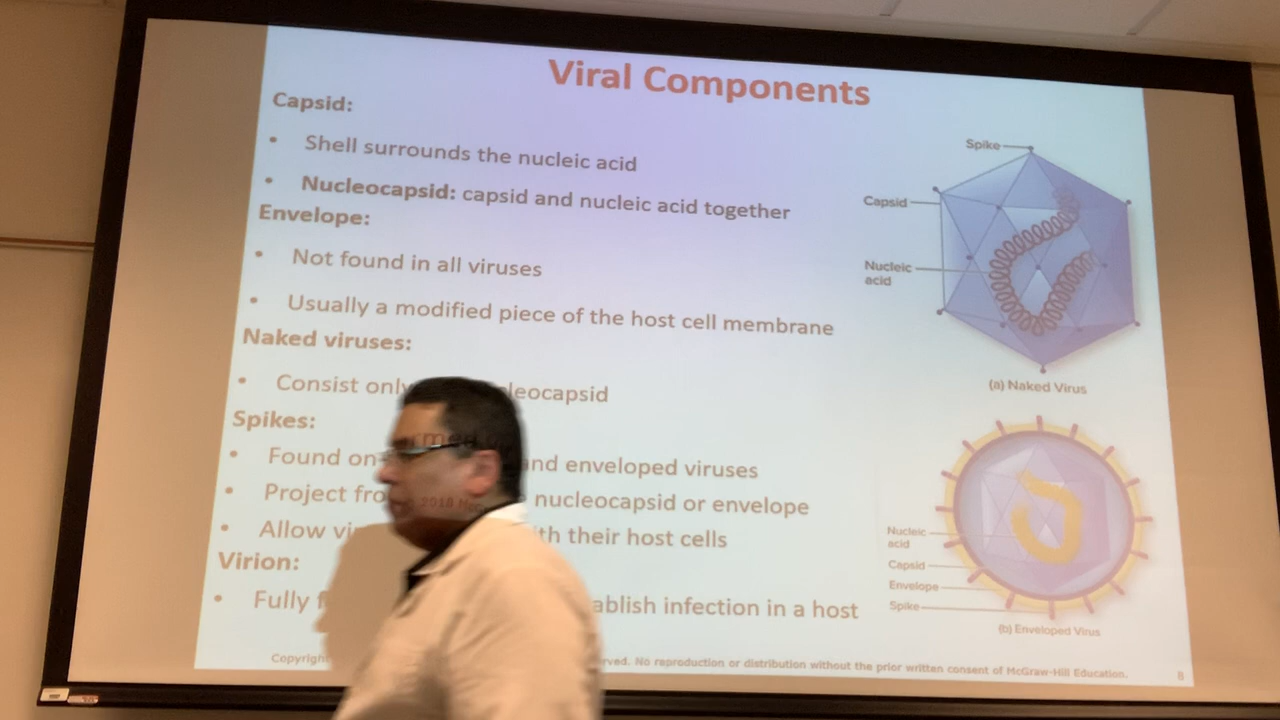 Viral Components
Capsid:
• Shell surrounds the nucleic acid
• Nucleocapsid: capsid and nucleic acid together
Envelope:
• Not found in all viruses
• Usually a modified piece of the host cell membrane
Naked viruses:
• Consist only leocapsid
Spikes:
• Found on and enveloped viruses
• Project fro nucleocapsid or envelope
• Allow vi th their host cells
Virion:
• Fully f ablish infection in a host
Spike
Capsid
Nucleic
acid
(a) Naked Virus
Nucleic
acid
Capsid
Envelope
Spike
(b) Enveloped Virus
rmed
2018
Copyright rved. No reproduction or distribution without the prior written consent of McGraw-Hill Education.
8